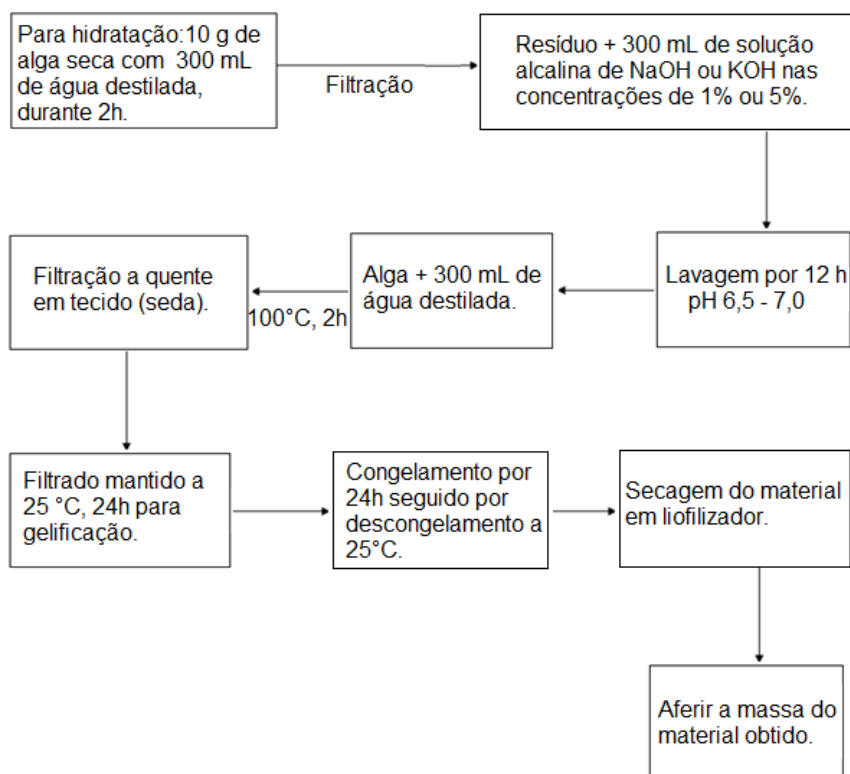 Para hidratação:10 g de
alga seca com 300 mL
de água destilada,
durante 2h.
Filtração
Resíduo + 300 mL de solução
alcalina de NaOH ou KOH nas
concentrações de 1% ou 5%.
Lavagem por 12 h
pH 6,5 - 7,0
Alga + 300 mL de
água destilada.
100°C, 2h
Filtração a quente
em tecido (seda).
Filtrado mantido a
25 °C, 24h para
gelificação.
Congelamento por
24h seguido por
descongelamento a
25°C.
Secagem do material
em liofilizador.
Aferir a massa do
material obtido.